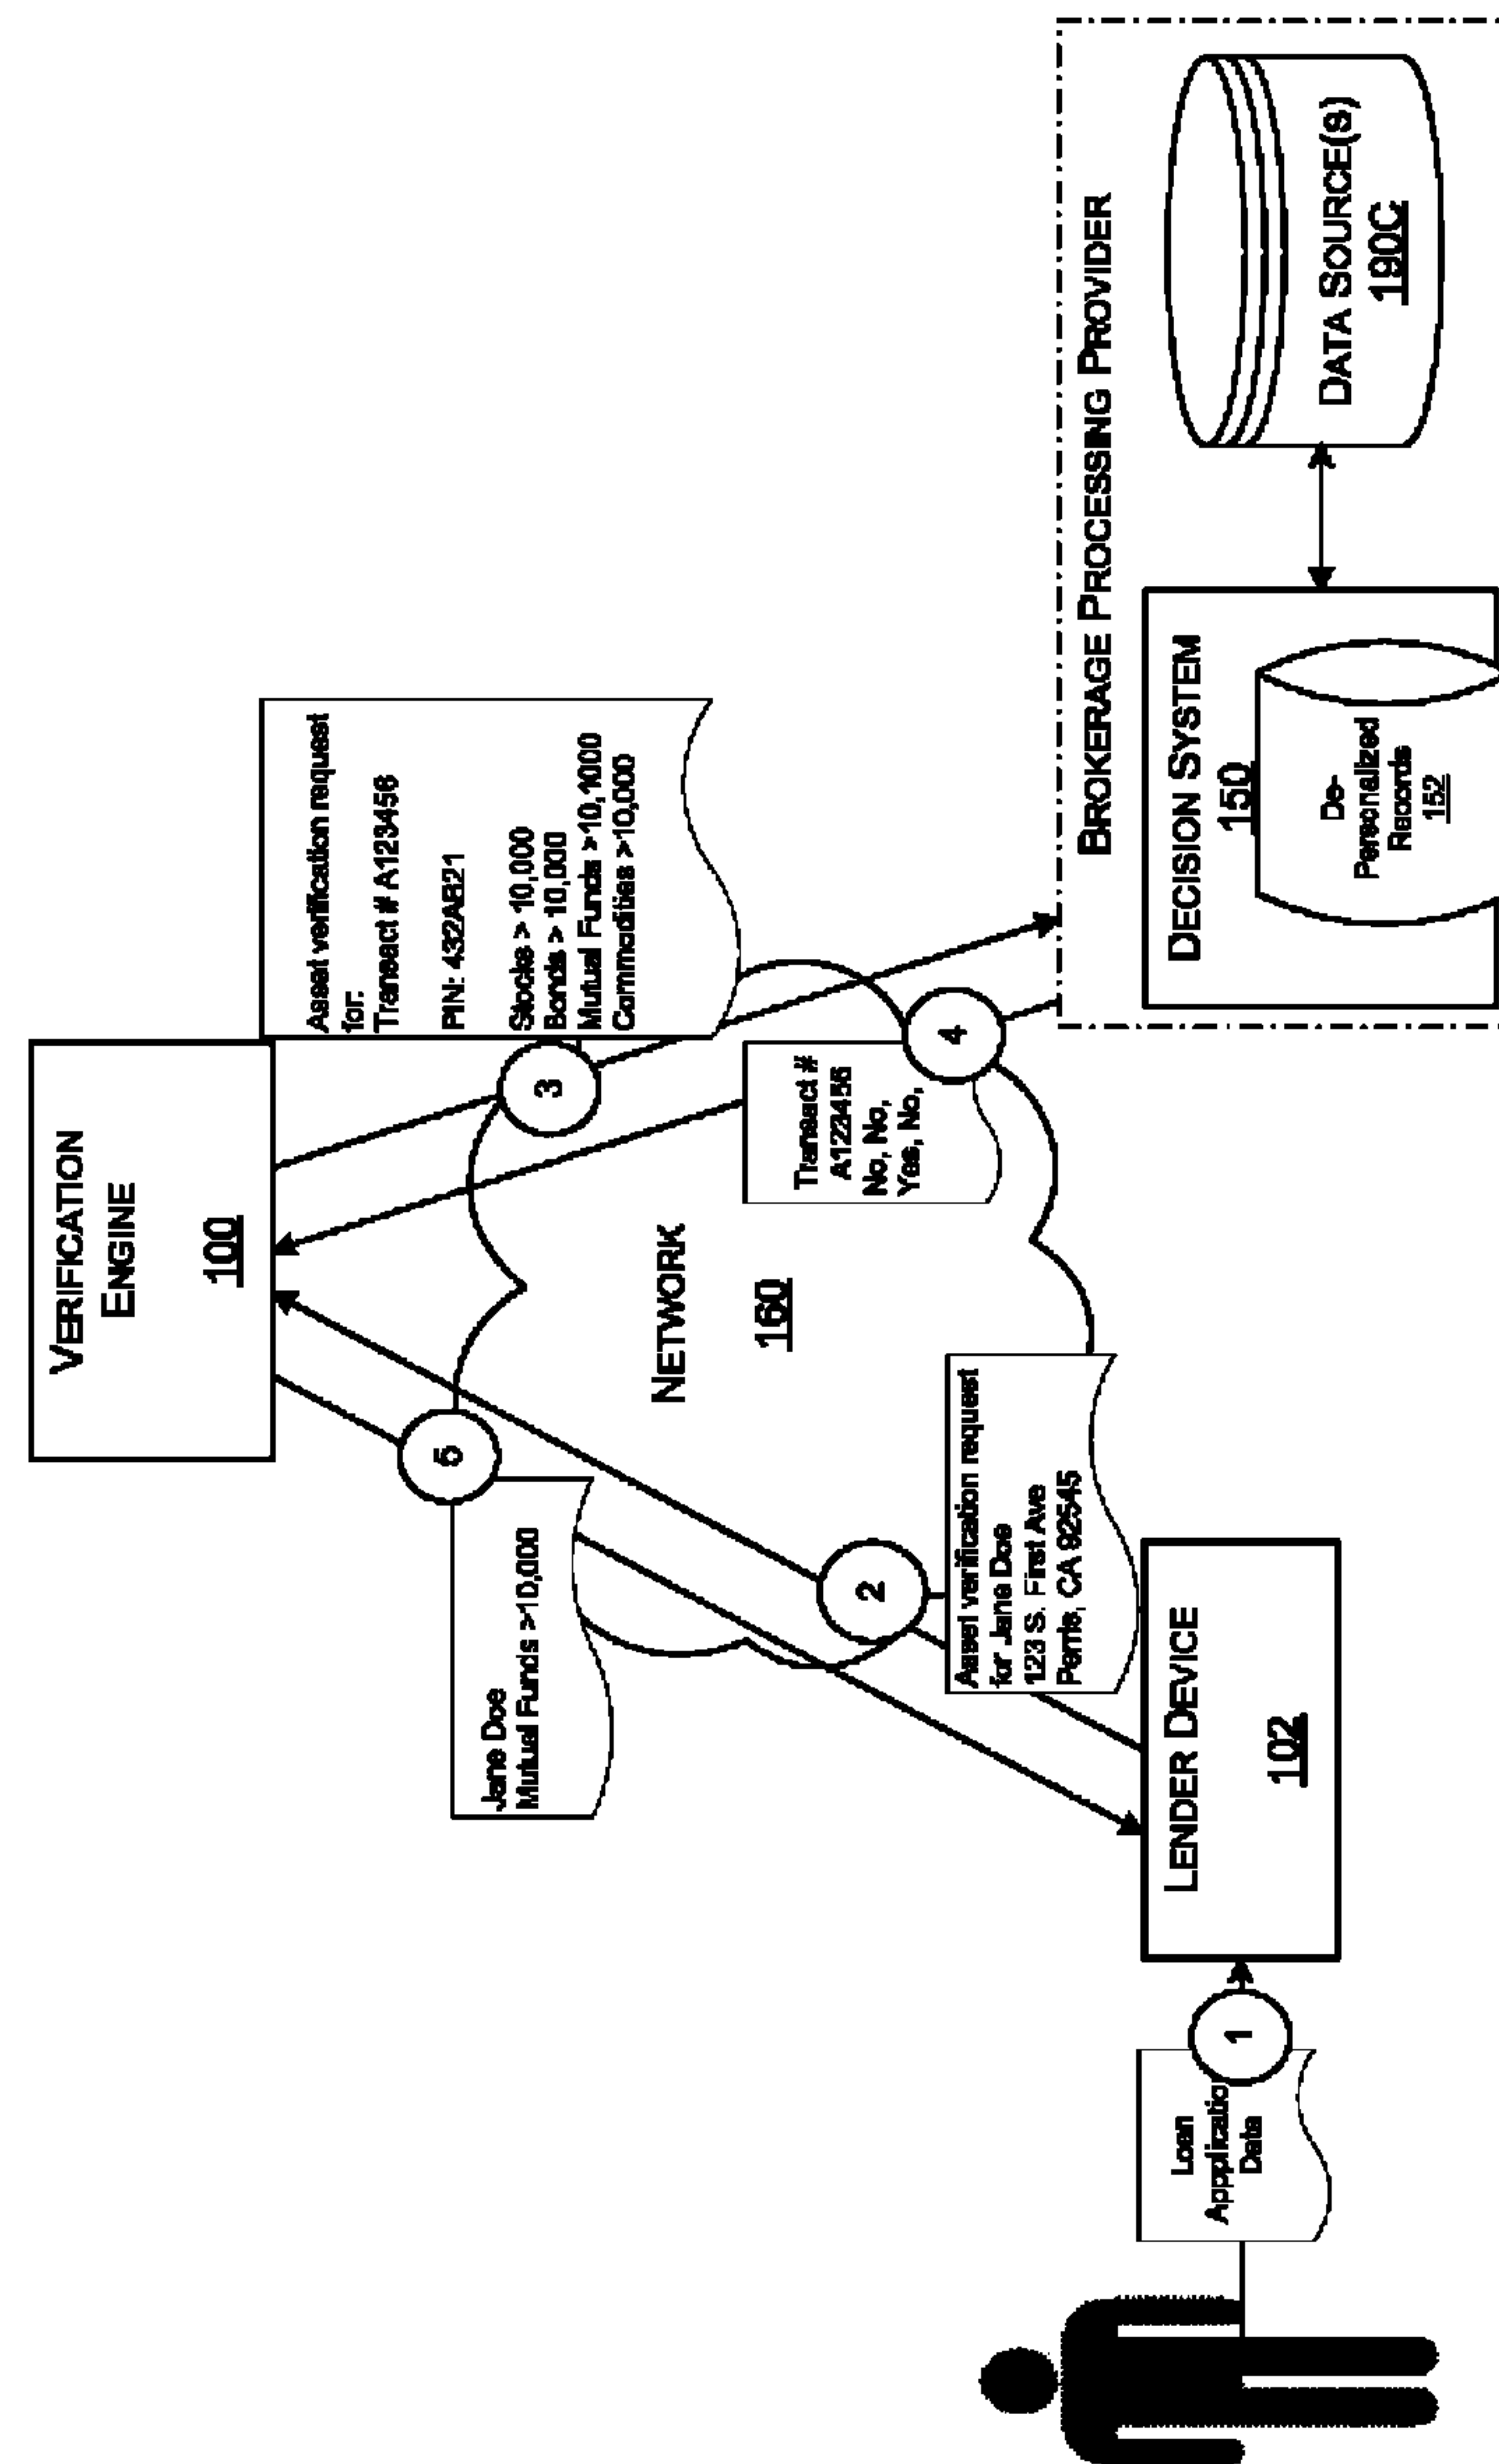 VERIFICATION
ENGINE
100
Asset verification request
for:
Transact # A123456
PIN: 432AB21
Stocks > 10,000
Bonds > 10,000
Mutual Funds >10,1000
Commodities >10,000
3
5
Jane Doe
Mutual Funds >10,000
NETWORK
160
Transact #
A123456
No, No,
Yes, No,
4
2
Asset verification request
for Jane Doe
123 S. First Ave
Perris, CA 92545
BROKERAGE PROCESSING PROVIDER
Loan
Applicatio
Data
1
LENDER DEVICE
102
DECISION SYSTEM
150
De-
Personalized
Records
152
DATA SOURCE(S)
190C